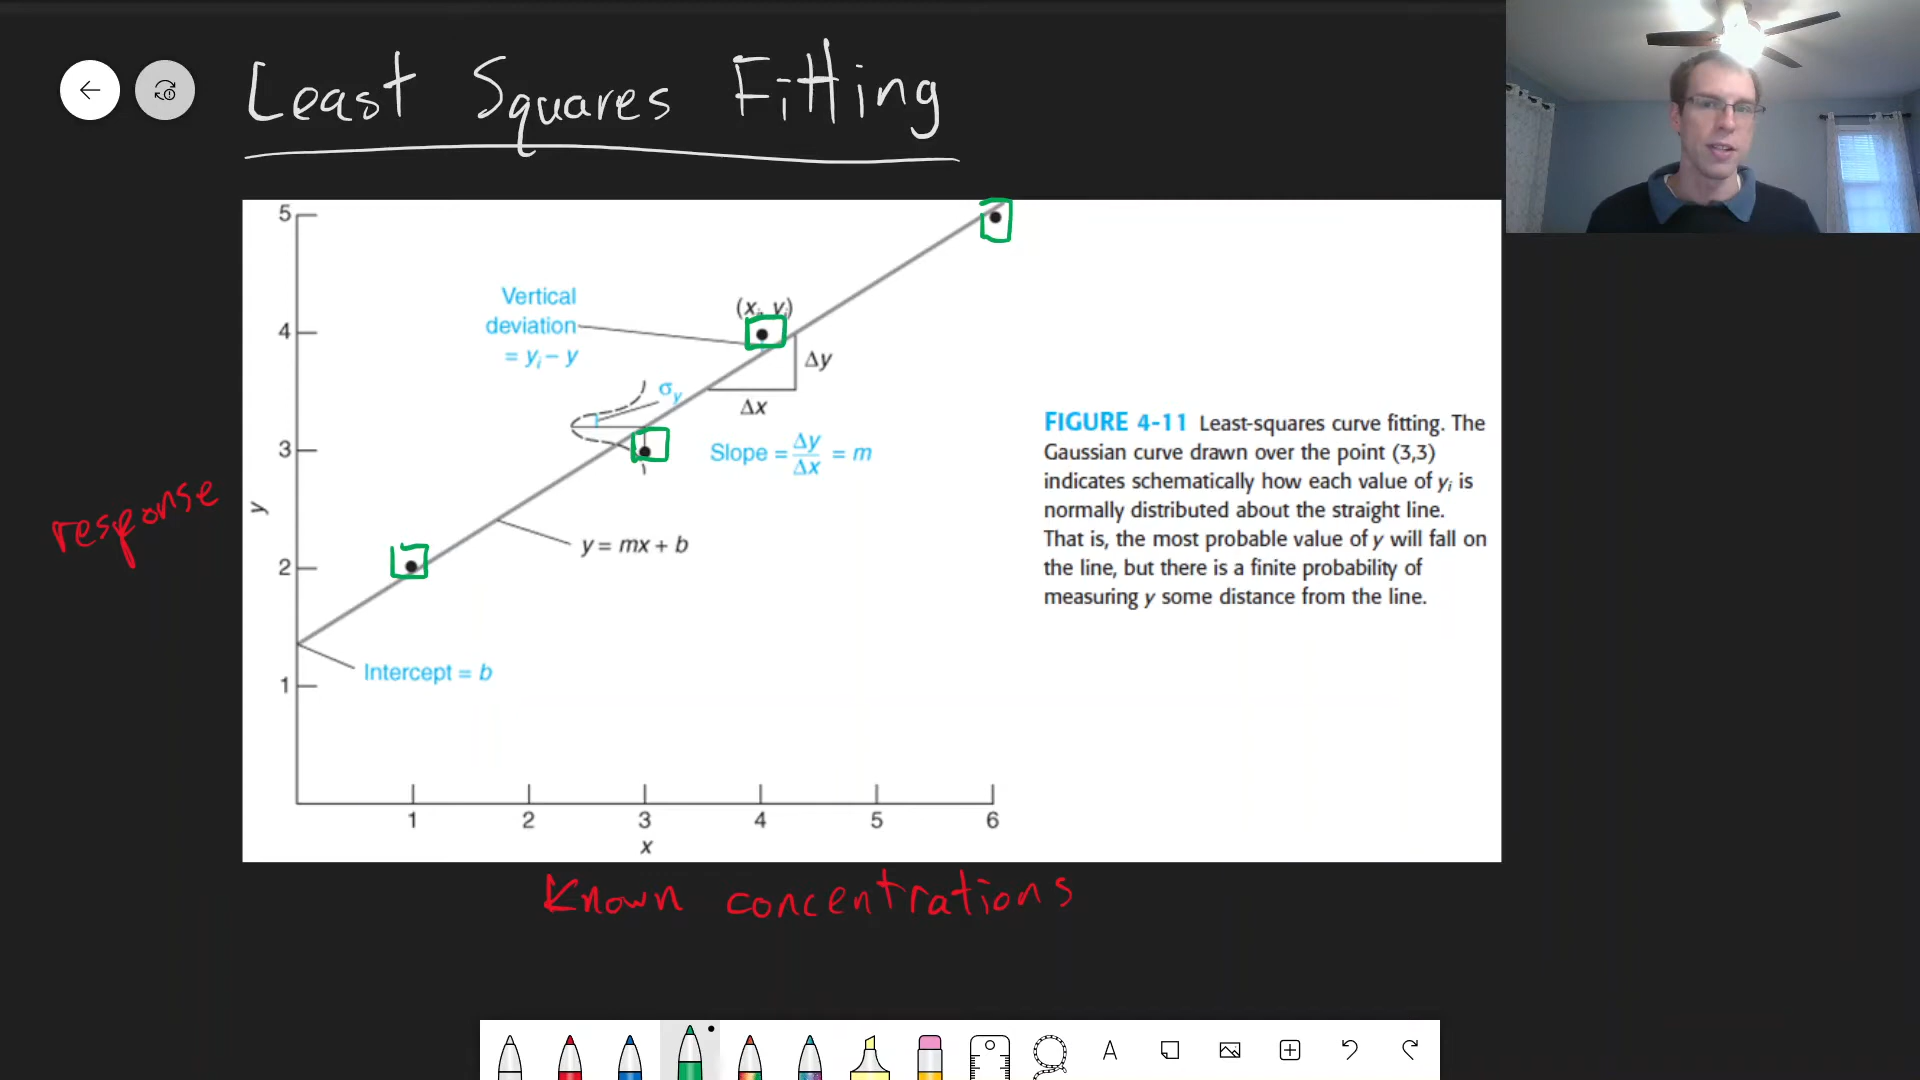 Least Squares Fitting
5
4
3
2
1
y
Vertical
deviation
= yᵢ – y
(xᵢ, yᵢ)
Δy
Δx
σy
Slope = Δy/Δx = m
y = mx + b
Intercept = b
1 2 3 4 5 6
x
FIGURE 4-11 Least-squares curve fitting. The
Gaussian curve drawn over the point (3,3)
indicates schematically how each value of yᵢ is
normally distributed about the straight line.
That is, the most probable value of y will fall on
the line, but there is a finite probability of
measuring y some distance from the line.
response
Known concentrations
A